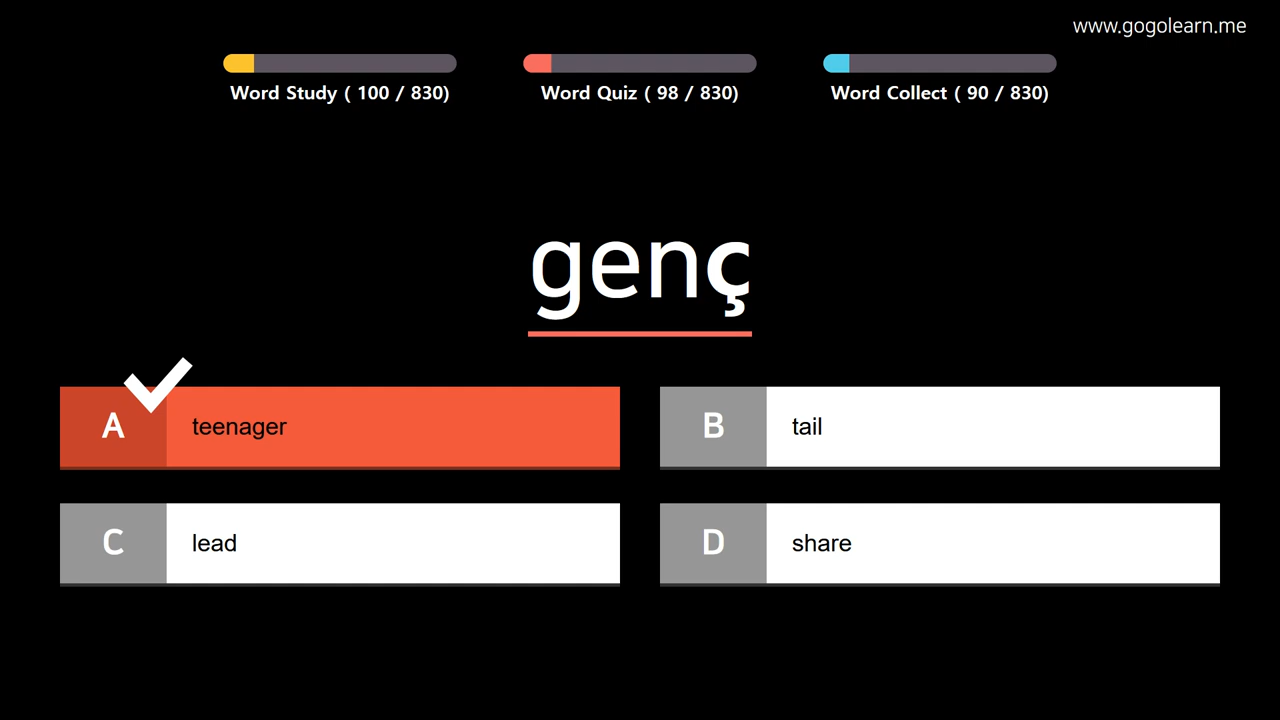 www.gogolearn.me
Word Study ( 100 / 830)
Word Quiz ( 98 / 830)
Word Collect ( 90 / 830)
genç
A teenager
B tail
C lead
D share